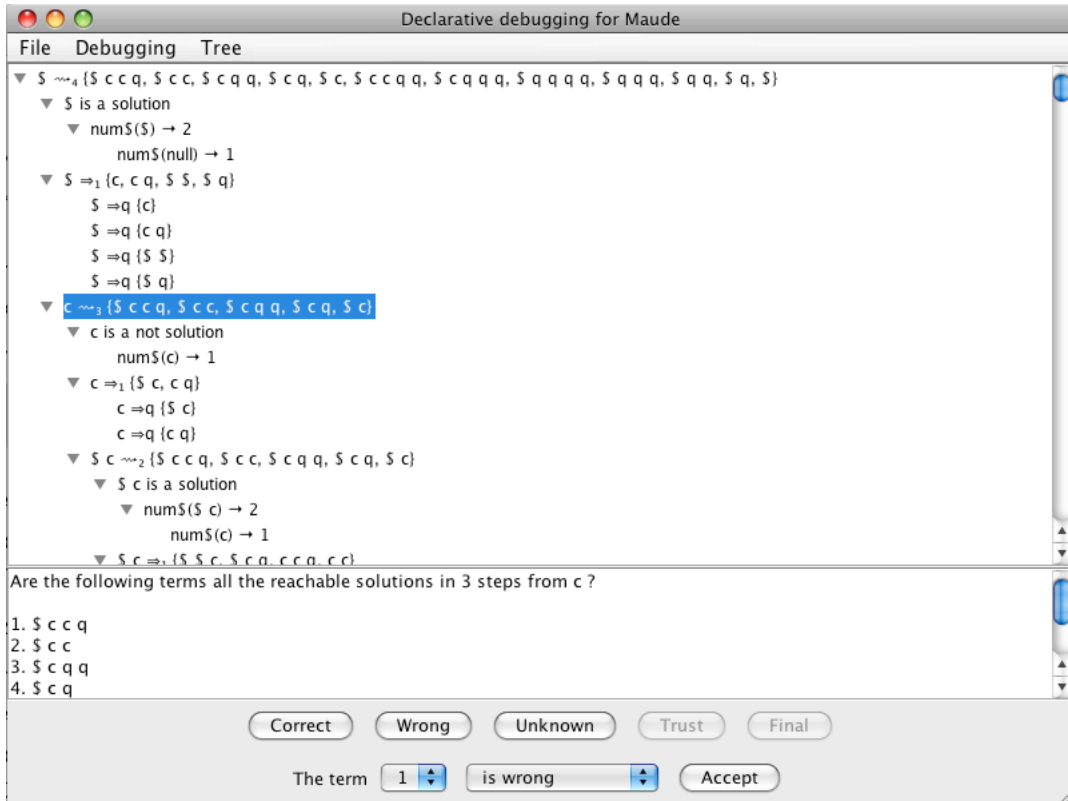 Declarative debugging for Maude
File Debugging Tree
▼ $ ⇝₄ {$ c c q, $ c c, $ c q q, $ c q, $ c, $ c c q q, $ c q q q, $ q q q q, $ q q q, $ q q, $ q, $}
▼ $ is a solution
▼ num$($) → 2
num$(null) → 1
▼ $ ⇒₁ {c, c q, $ $, $ q}
$ ⇒q {c}
$ ⇒q {c q}
$ ⇒q {$ $}
$ ⇒q {$ q}
▼ c ⇝₃ {$ c c q, $ c c, $ c q q, $ c q, $ c}
▼ c is a not solution
num$(c) → 1
▼ c ⇒₁ {$ c, c q}
c ⇒q {$ c}
c ⇒q {c q}
▼ $ c ⇝₂ {$ c c q, $ c c, $ c q q, $ c q, $ c}
▼ $ c is a solution
▼ num$($ c) → 2
num$(c) → 1
▼ $ c ⇒₁ {$ $ c, $ c q, c c q, c c}
Are the following terms all the reachable solutions in 3 steps from c ?
1. $ c c q
2. $ c c
3. $ c q q
4. $ c q
Correct Wrong Unknown Trust Final
The term 1 is wrong Accept